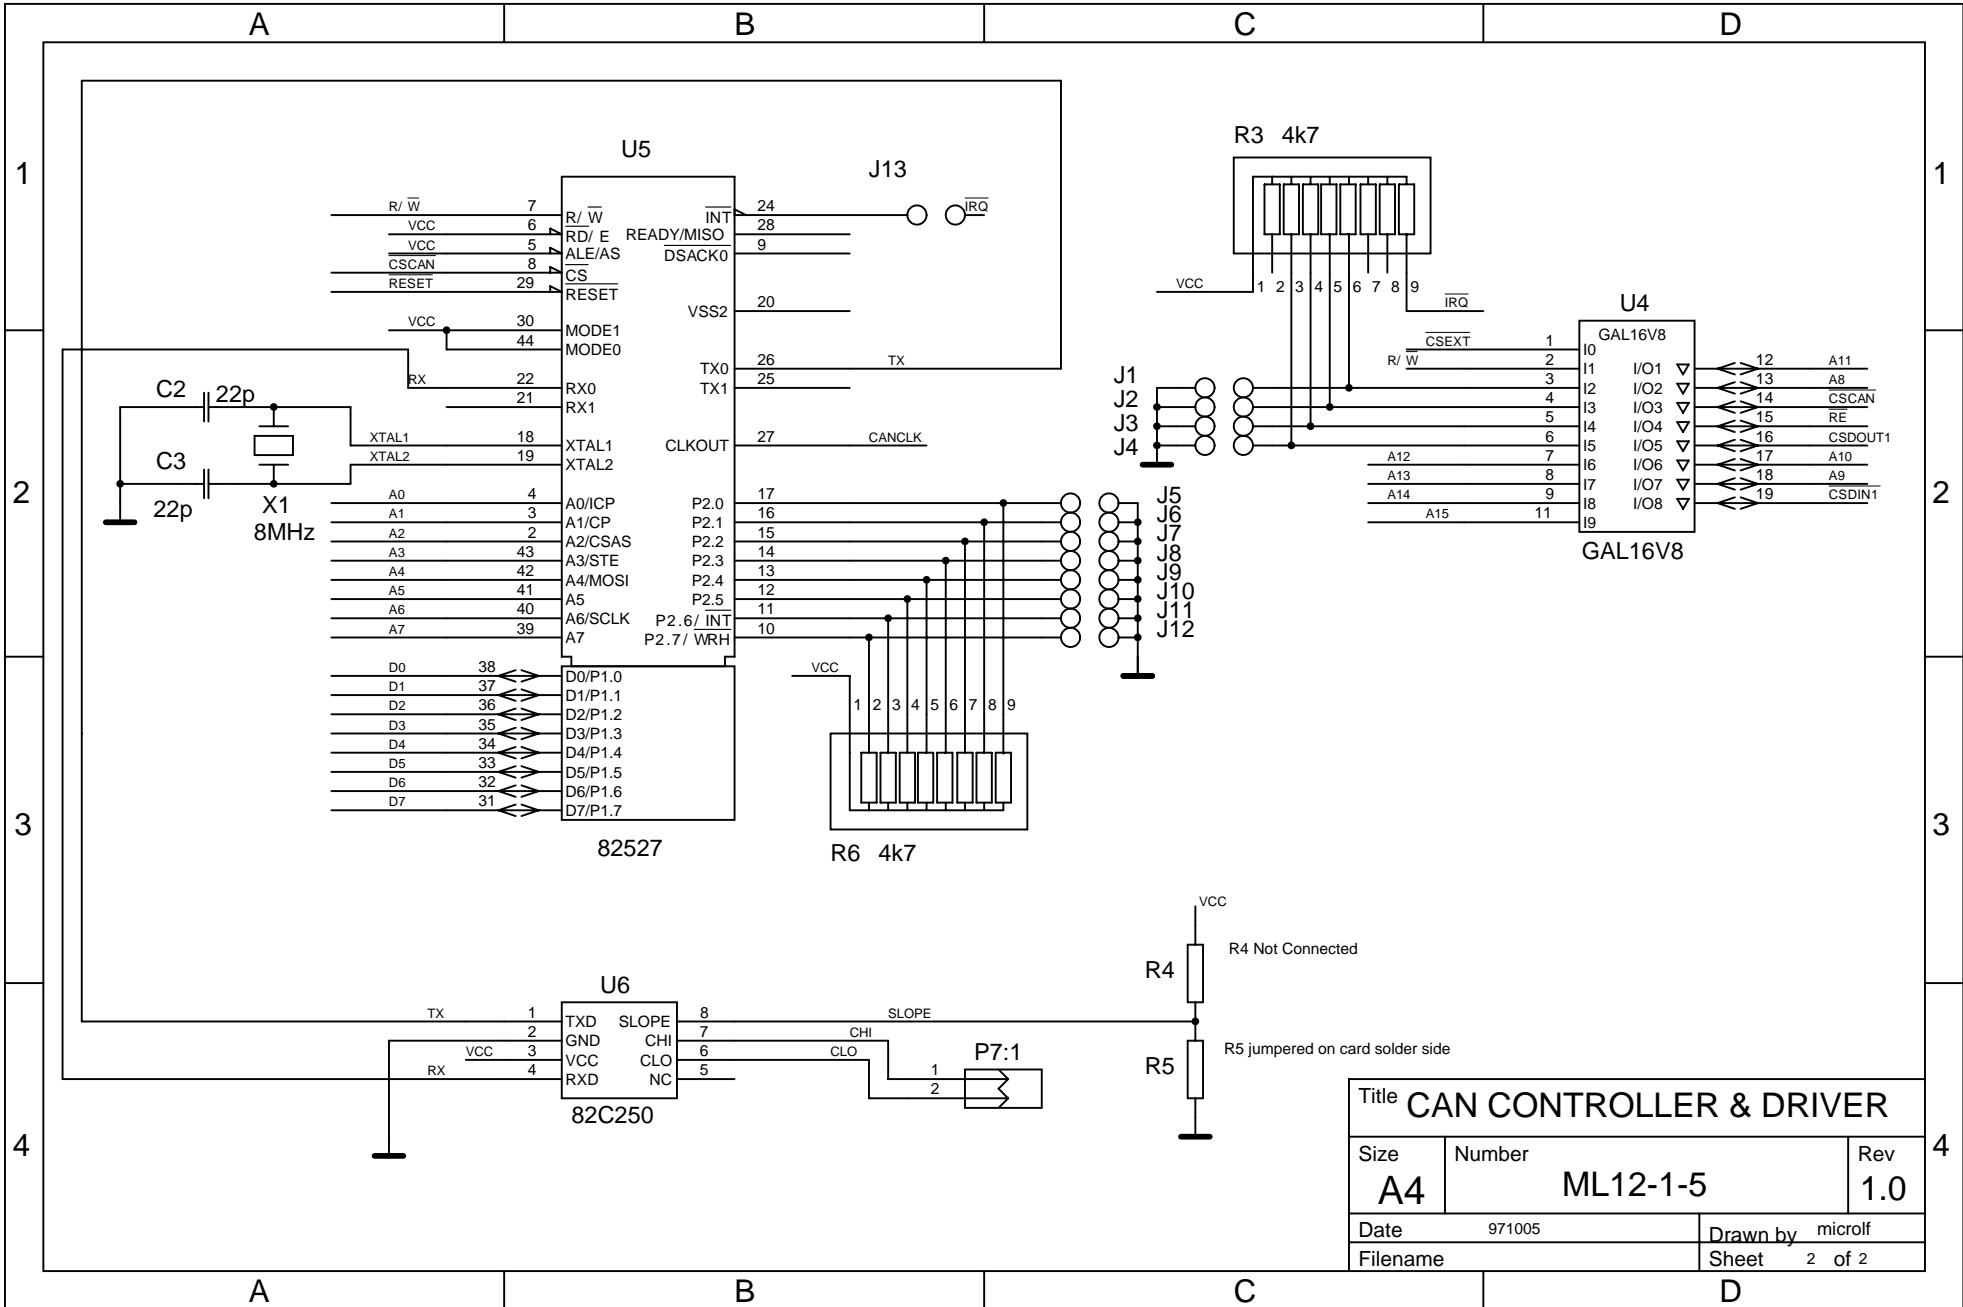 A B C D
1 1
2 2
3 3
4 4
A B C D
U5
R/ W 7 R/ W
VCC 6 RD/ E
VCC 5 ALE/AS
CSCAN 8 CS
RESET 29 RESET
VCC 30 MODE1
44 MODE0
RX 22 RX0
21 RX1
XTAL1 18 XTAL1
XTAL2 19 XTAL2
A0 4 A0/ICP
A1 3 A1/CP
A2 2 A2/CSAS
A3 43 A3/STE
A4 42 A4/MOSI
A5 41 A5
A6 40 A6/SCLK
A7 39 A7
D0 38 D0/P1.0
D1 37 D1/P1.1
D2 36 D2/P1.2
D3 35 D3/P1.3
D4 34 D4/P1.4
D5 33 D5/P1.5
D6 32 D6/P1.6
D7 31 D7/P1.7
82527
INT 24
READY/MISO 28
DSACK0 9
VSS2 20
TX0 26 TX
TX1 25
CLKOUT 27 CANCLK
P2.0 17
P2.1 16
P2.2 15
P2.3 14
P2.4 13
P2.5 12
P2.6/ INT 11
P2.7/ WRH 10
J13
IRQ
C2 22p
C3
22p
X1
8MHz
J5
J6
J7
J8
J9
J10
J11
J12
VCC
1 2 3 4 5 6 7 8 9
R6 4k7
R3 4k7
VCC
1 2 3 4 5 6 7 8 9
IRQ
J1
J2
J3
J4
U4
GAL16V8
CSEXT 1 I0
R/ W 2 I1
3 I2
4 I3
5 I4
6 I5
A12 7 I6
A13 8 I7
A14 9 I8
A15 11 I9
I/O1 12 A11
I/O2 13 A8
I/O3 14 CSCAN
I/O4 15 RE
I/O5 16 CSDOUT1
I/O6 17 A10
I/O7 18 A9
I/O8 19 CSDIN1
GAL16V8
U6
TX 1 TXD
2 GND
VCC 3 VCC
RX 4 RXD
SLOPE 8 SLOPE
CHI 7 CHI
CLO 6 CLO
NC 5
82C250
P7:1
1
2
VCC
R4
R4 Not Connected
R5
R5 jumpered on card solder side
Title CAN CONTROLLER & DRIVER
Size A4
Number ML12-1-5
Rev 1.0
Date 971005
Drawn by microlf
Filename
Sheet 2 of 2